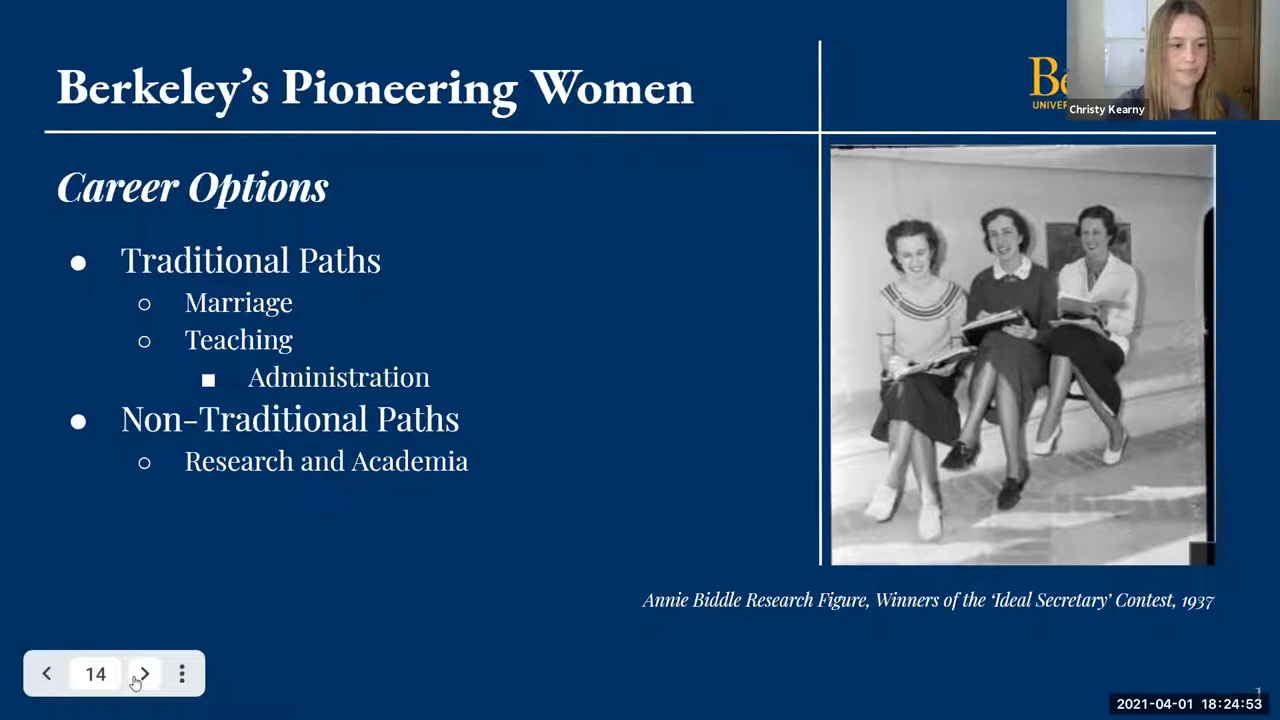 Berkeley's Pioneering Women
Christy Kearny
Career Options
● Traditional Paths
○ Marriage
○ Teaching
■ Administration
● Non-Traditional Paths
○ Research and Academia
Annie Biddle Research Figure, Winners of the 'Ideal Secretary' Contest, 1937
14
2021-04-01 18:24:53